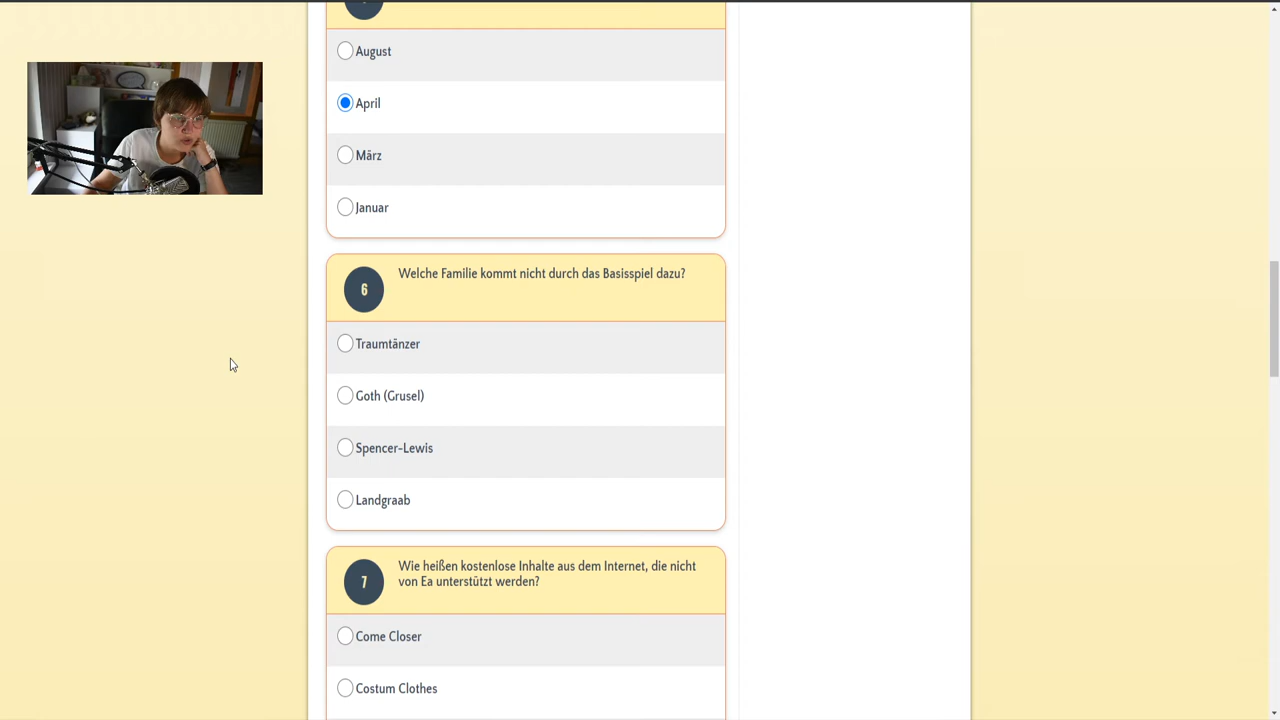 August
April
März
Januar
6
Welche Familie kommt nicht durch das Basisspiel dazu?
Traumtänzer
Goth (Grusel)
Spencer-Lewis
Landgraab
7
Wie heißen kostenlose Inhalte aus dem Internet, die nicht
von Ea unterstützt werden?
Come Closer
Costum Clothes